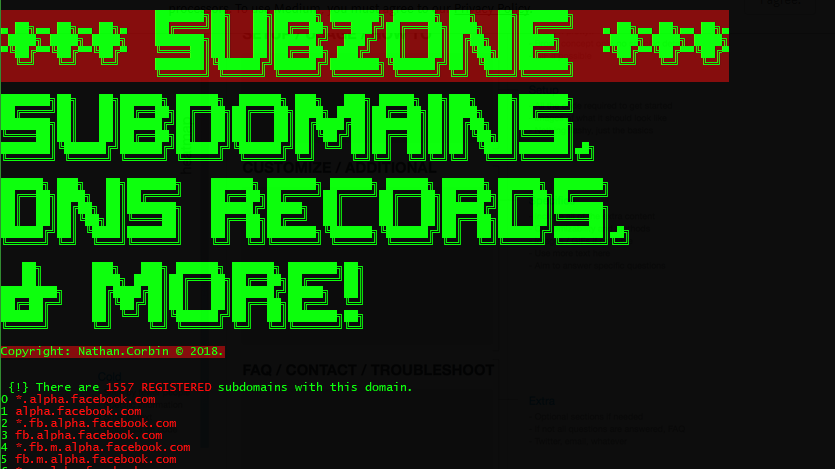 *** SUBZONE ***
SUBDOMAINS.
DNS RECORDS.
& MORE!
Copyright: Nathan.Corbin © 2018.
{!} There are 1557 REGISTERED subdomains with this domain.
0 *.alpha.facebook.com
1 alpha.facebook.com
2 *.fb.alpha.facebook.com
3 fb.alpha.facebook.com
4 *.fb.m.alpha.facebook.com
5 fb.m.alpha.facebook.com
CUSTOMIZE / ADDITIONAL
FAQ / CONTACT / TROUBLESHOOT
Extra